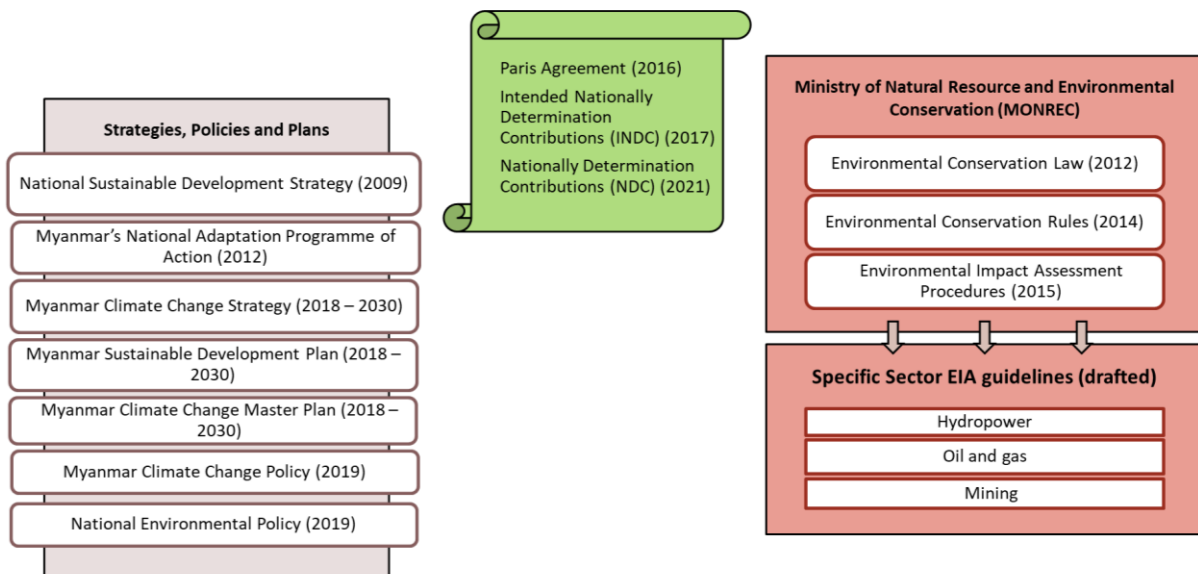 Strategies, Policies and Plans
National Sustainable Development Strategy (2009)
Myanmar's National Adaptation Programme of
Action (2012)
Myanmar Climate Change Strategy (2018 – 2030)
Myanmar Sustainable Development Plan (2018 –
2030)
Myanmar Climate Change Master Plan (2018 –
2030)
Myanmar Climate Change Policy (2019)
National Environmental Policy (2019)
Paris Agreement (2016)
Intended Nationally
Determination
Contributions (INDC) (2017)
Nationally Determination
Contributions (NDC) (2021)
Ministry of Natural Resource and Environmental
Conservation (MONREC)
Environmental Conservation Law (2012)
Environmental Conservation Rules (2014)
Environmental Impact Assessment
Procedures (2015)
Specific Sector EIA guidelines (drafted)
Hydropower
Oil and gas
Mining